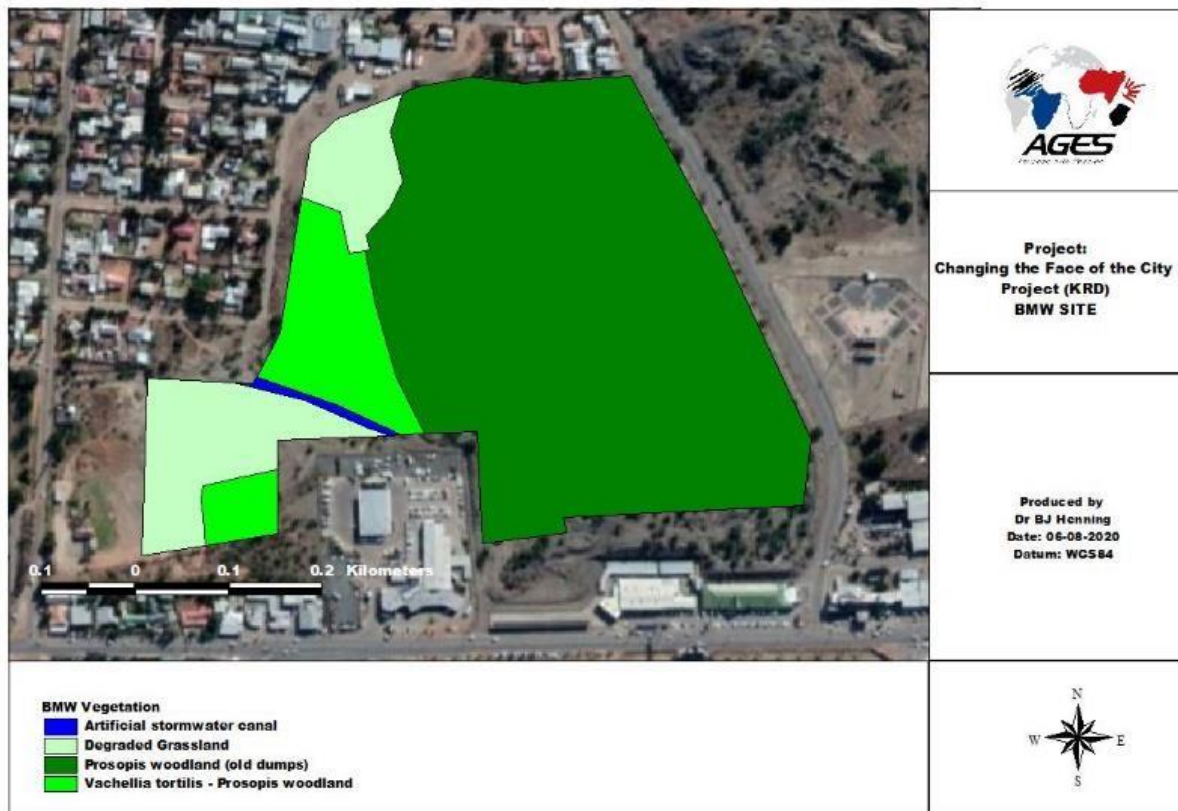 AGES
Project:
Changing the Face of the City
Project (KRD)
BMW SITE
Produced by
Dr BJ Henning
Date: 06-08-2020
Datum: WGS84
0.1 0 0.1 0.2 Kilometers
BMW Vegetation
Artificial stormwater canal
Degraded Grassland
Prosopis woodland (old dumps)
Vachellia tortilis - Prosopis woodland
N
W E
S